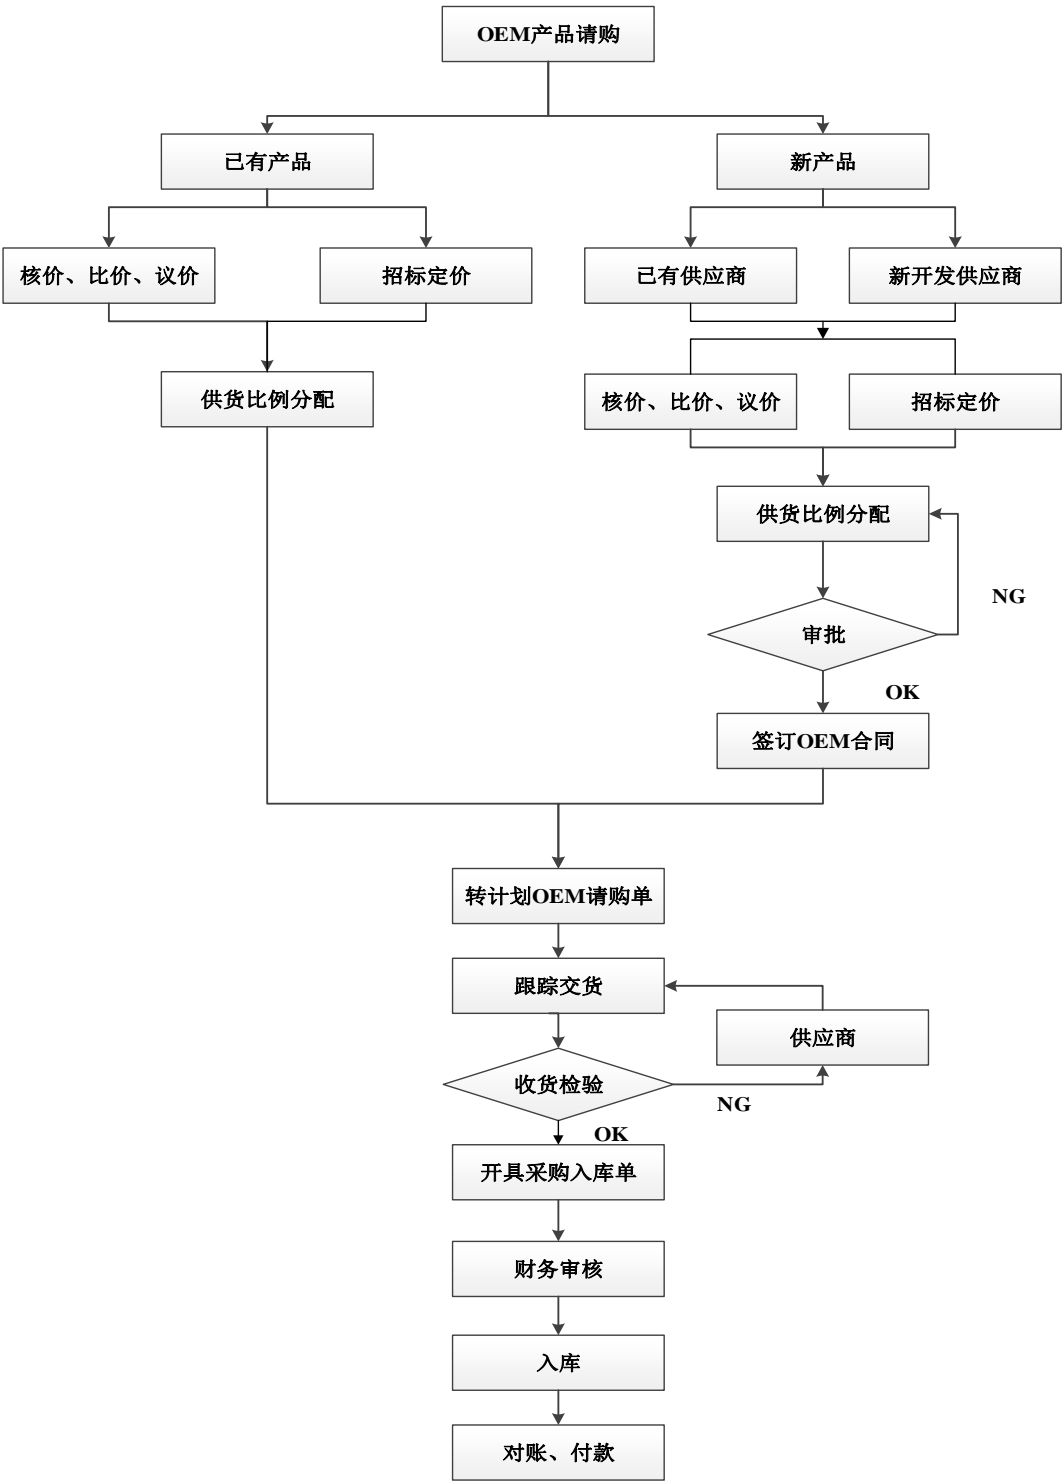 OEM产品请购
已有产品
新产品
核价、比价、议价
招标定价
已有供应商
新开发供应商
供货比例分配
核价、比价、议价
招标定价
供货比例分配
NG
审批
OK
签订OEM合同
转计划OEM请购单
跟踪交货
供应商
收货检验
NG
OK
开具采购入库单
财务审核
入库
对账、付款